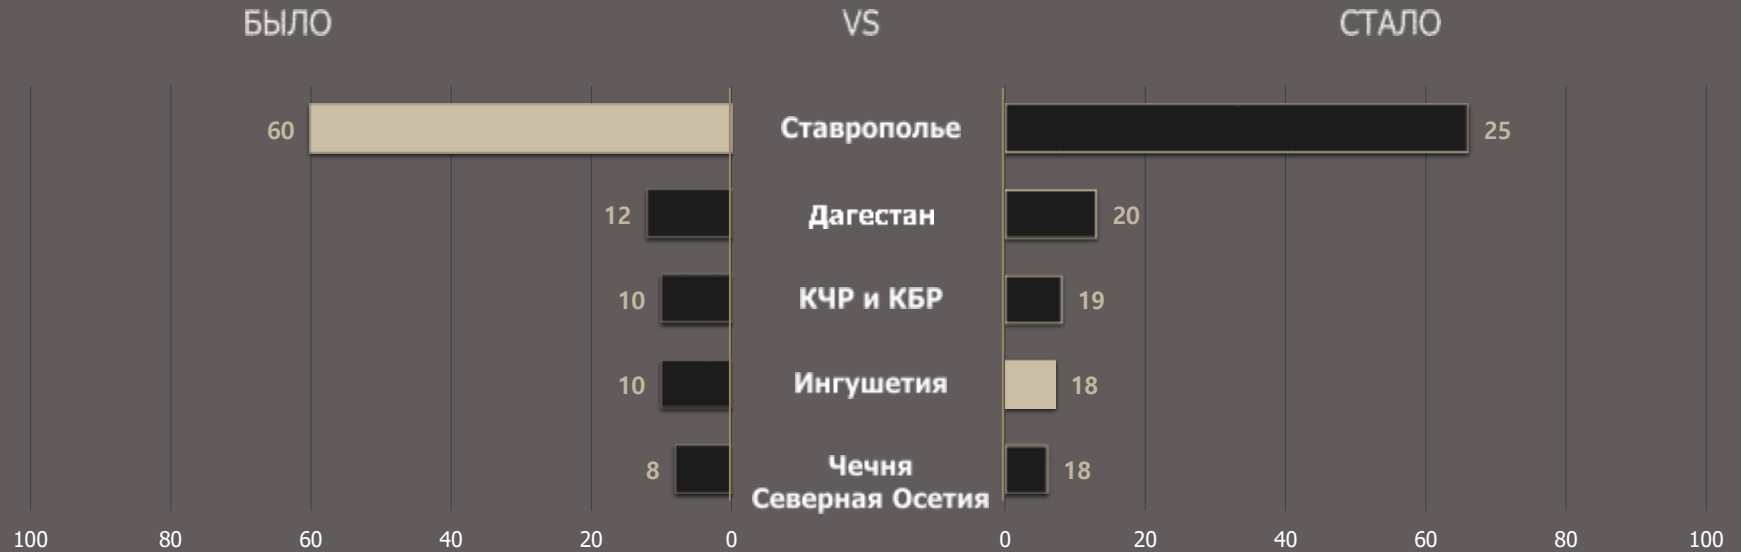 БЫЛО VS СТАЛО
60 Ставрополье 25
12 Дагестан 20
10 КЧР и КБР 19
10 Ингушетия 18
8 Чечня 18
Северная Осетия
100 80 60 40 20 0 0 20 40 60 80 100